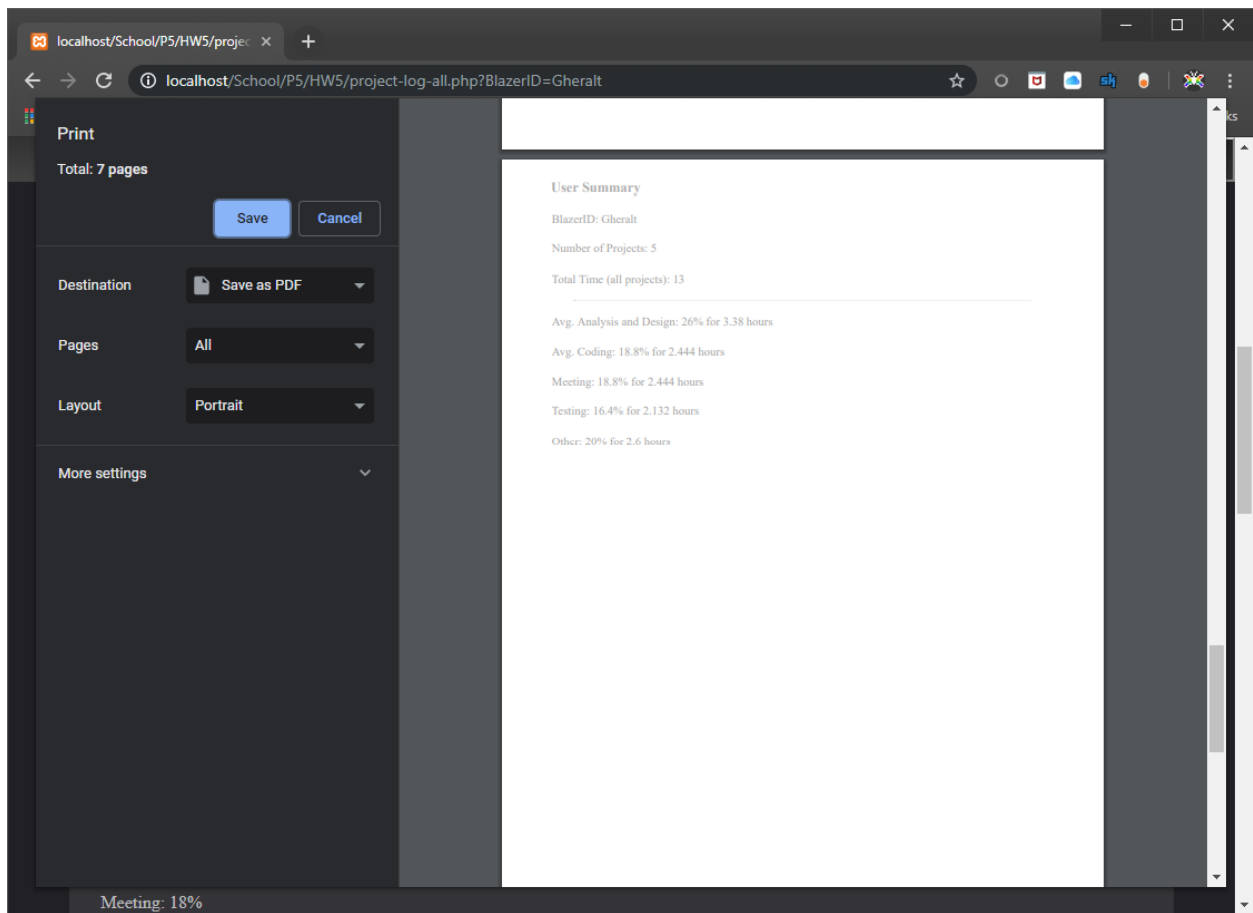 localhost/School/P5/HW5/projec
localhost/School/P5/HW5/project-log-all.php?BlazerID=Gheralt
sk
ks
Print
Total: 7 pages
Save
Cancel
Destination
Save as PDF
Pages
All
Layout
Portrait
More settings
User Summary
BlazerID: Gheralt
Number of Projects: 5
Total Time (all projects): 13
Avg. Analysis and Design: 26% for 3.38 hours
Avg. Coding: 18.8% for 2.444 hours
Meeting: 18.8% for 2.444 hours
Testing: 16.4% for 2.132 hours
Other: 20% for 2.6 hours
Meeting: 18%